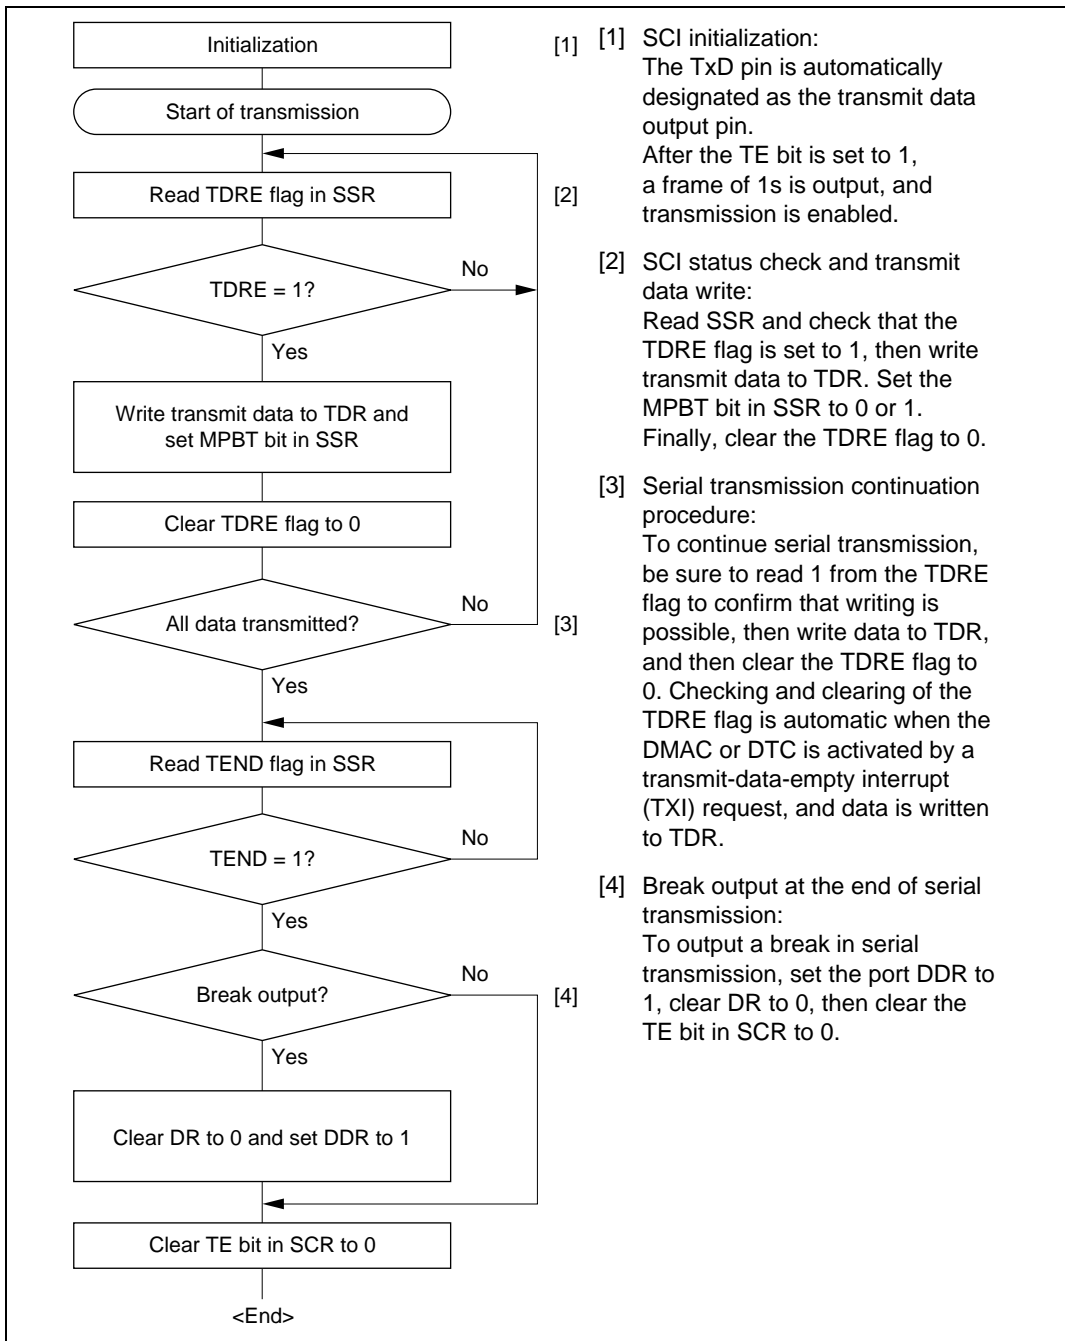 Initialization [1]
Start of transmission
Read TDRE flag in SSR [2]
TDRE = 1?
No
Yes
Write transmit data to TDR and
set MPBT bit in SSR
Clear TDRE flag to 0
All data transmitted?
No
[3]
Yes
Read TEND flag in SSR
TEND = 1?
No
Yes
Break output?
No
[4]
Yes
Clear DR to 0 and set DDR to 1
Clear TE bit in SCR to 0
<End>
[1] SCI initialization:
The TxD pin is automatically
designated as the transmit data
output pin.
After the TE bit is set to 1,
a frame of 1s is output, and
transmission is enabled.
[2] SCI status check and transmit
data write:
Read SSR and check that the
TDRE flag is set to 1, then write
transmit data to TDR. Set the
MPBT bit in SSR to 0 or 1.
Finally, clear the TDRE flag to 0.
[3] Serial transmission continuation
procedure:
To continue serial transmission,
be sure to read 1 from the TDRE
flag to confirm that writing is
possible, then write data to TDR,
and then clear the TDRE flag to
0. Checking and clearing of the
TDRE flag is automatic when the
DMAC or DTC is activated by a
transmit-data-empty interrupt
(TXI) request, and data is written
to TDR.
[4] Break output at the end of serial
transmission:
To output a break in serial
transmission, set the port DDR to
1, clear DR to 0, then clear the
TE bit in SCR to 0.